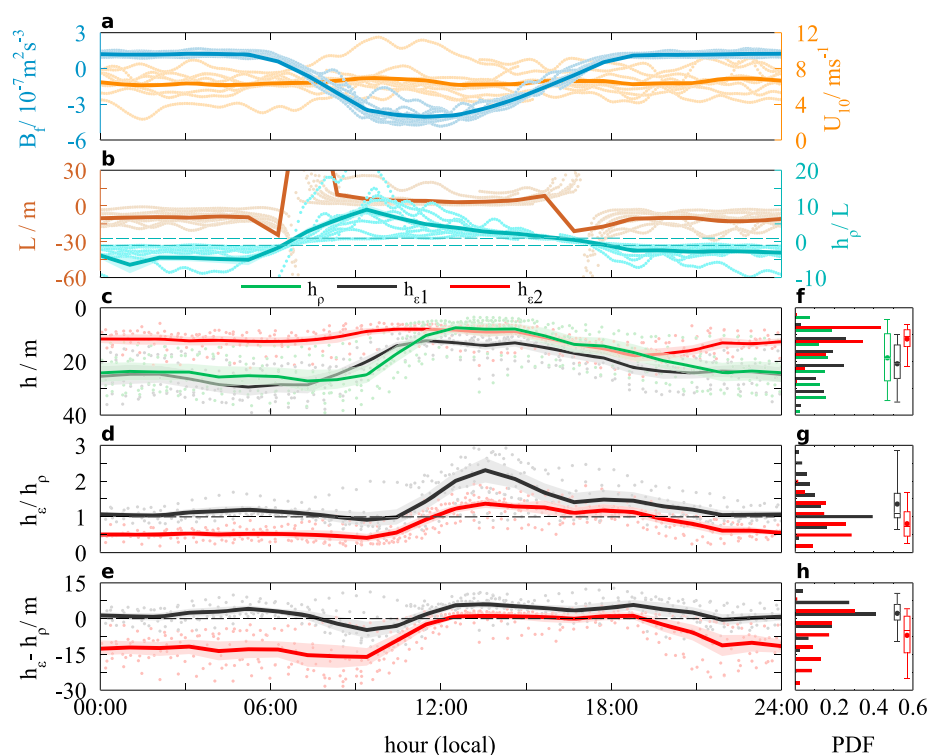 a
3
0
-3
-6
B_f / 10^-7 m^2 s^-3
12
8
4
0
U_10 / ms^-1
b
30
0
-30
-60
L / m
20
10
0
-10
h_ρ / L
h_ρ h_ε1 h_ε2
c
0
20
40
h / m
f
d
2
1
0
h_ε / h_ρ
g
e
15
0
-15
-30
h_ε - h_ρ / m
h
00:00 06:00 12:00 18:00 24:00
0 0.2 0.4 0.6
hour (local)
PDF